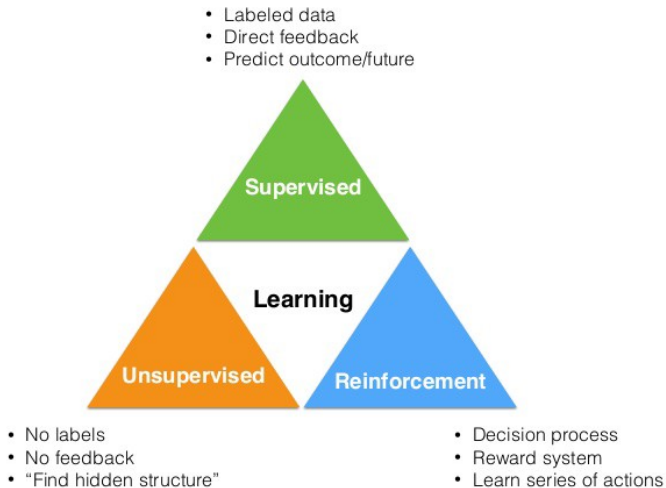 • Labeled data
• Direct feedback
• Predict outcome/future
Supervised
Learning
Unsupervised
Reinforcement
• No labels
• No feedback
• “Find hidden structure”
• Decision process
• Reward system
• Learn series of actions